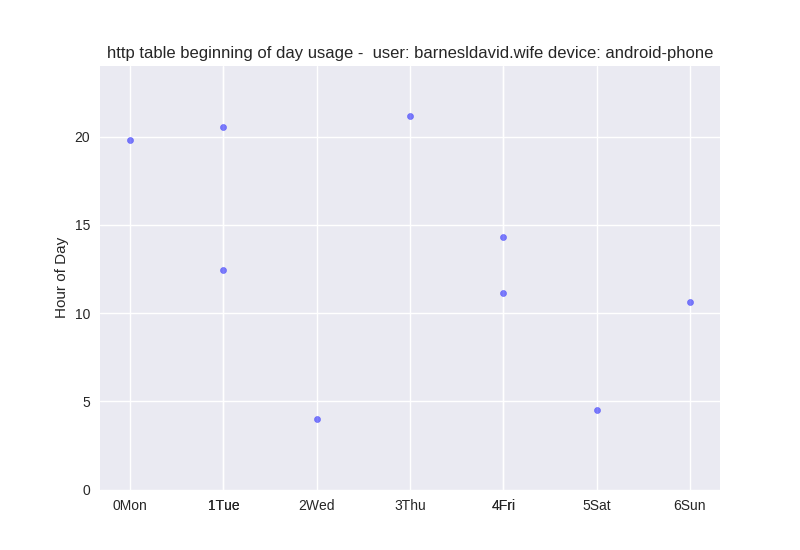 http table beginning of day usage -  user: barnesldavid.wife device: android-phone
Hour of Day
20
15
10
5
0
0Mon 1Tue 2Wed 3Thu 4Fri 5Sat 6Sun